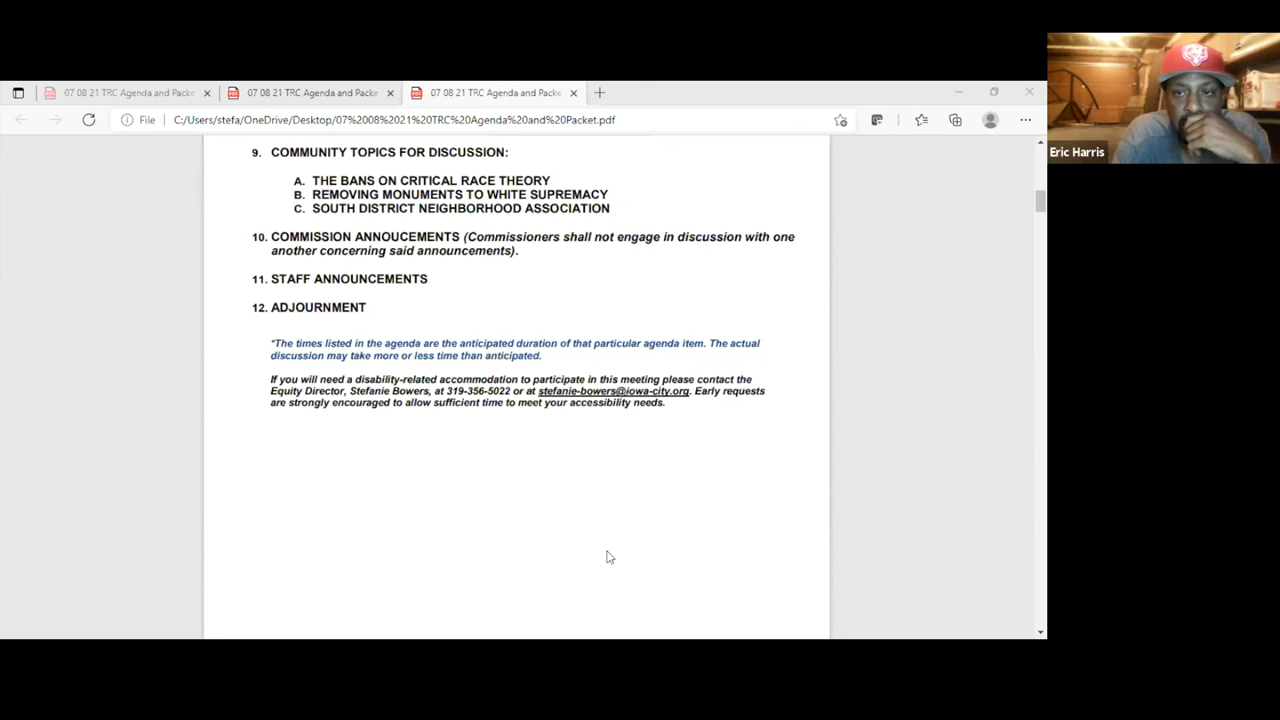 07 08 21 TRC Agenda and Packe
07 08 21 TRC Agenda and Packe
07 08 21 TRC Agenda and Packe
File
C:/Users/stefa/OneDrive/Desktop/07%2008%2021%20TRC%20Agenda%20and%20Packet.pdf
Eric Harris
9. COMMUNITY TOPICS FOR DISCUSSION:
A. THE BANS ON CRITICAL RACE THEORY
B. REMOVING MONUMENTS TO WHITE SUPREMACY
C. SOUTH DISTRICT NEIGHBORHOOD ASSOCIATION
10. COMMISSION ANNOUCEMENTS (Commissioners shall not engage in discussion with one
another concerning said announcements).
11. STAFF ANNOUNCEMENTS
12. ADJOURNMENT
*The times listed in the agenda are the anticipated duration of that particular agenda item. The actual
discussion may take more or less time than anticipated.
If you will need a disability-related accommodation to participate in this meeting please contact the
Equity Director, Stefanie Bowers, at 319-356-5022 or at stefanie-bowers@iowa-city.org. Early requests
are strongly encouraged to allow sufficient time to meet your accessibility needs.